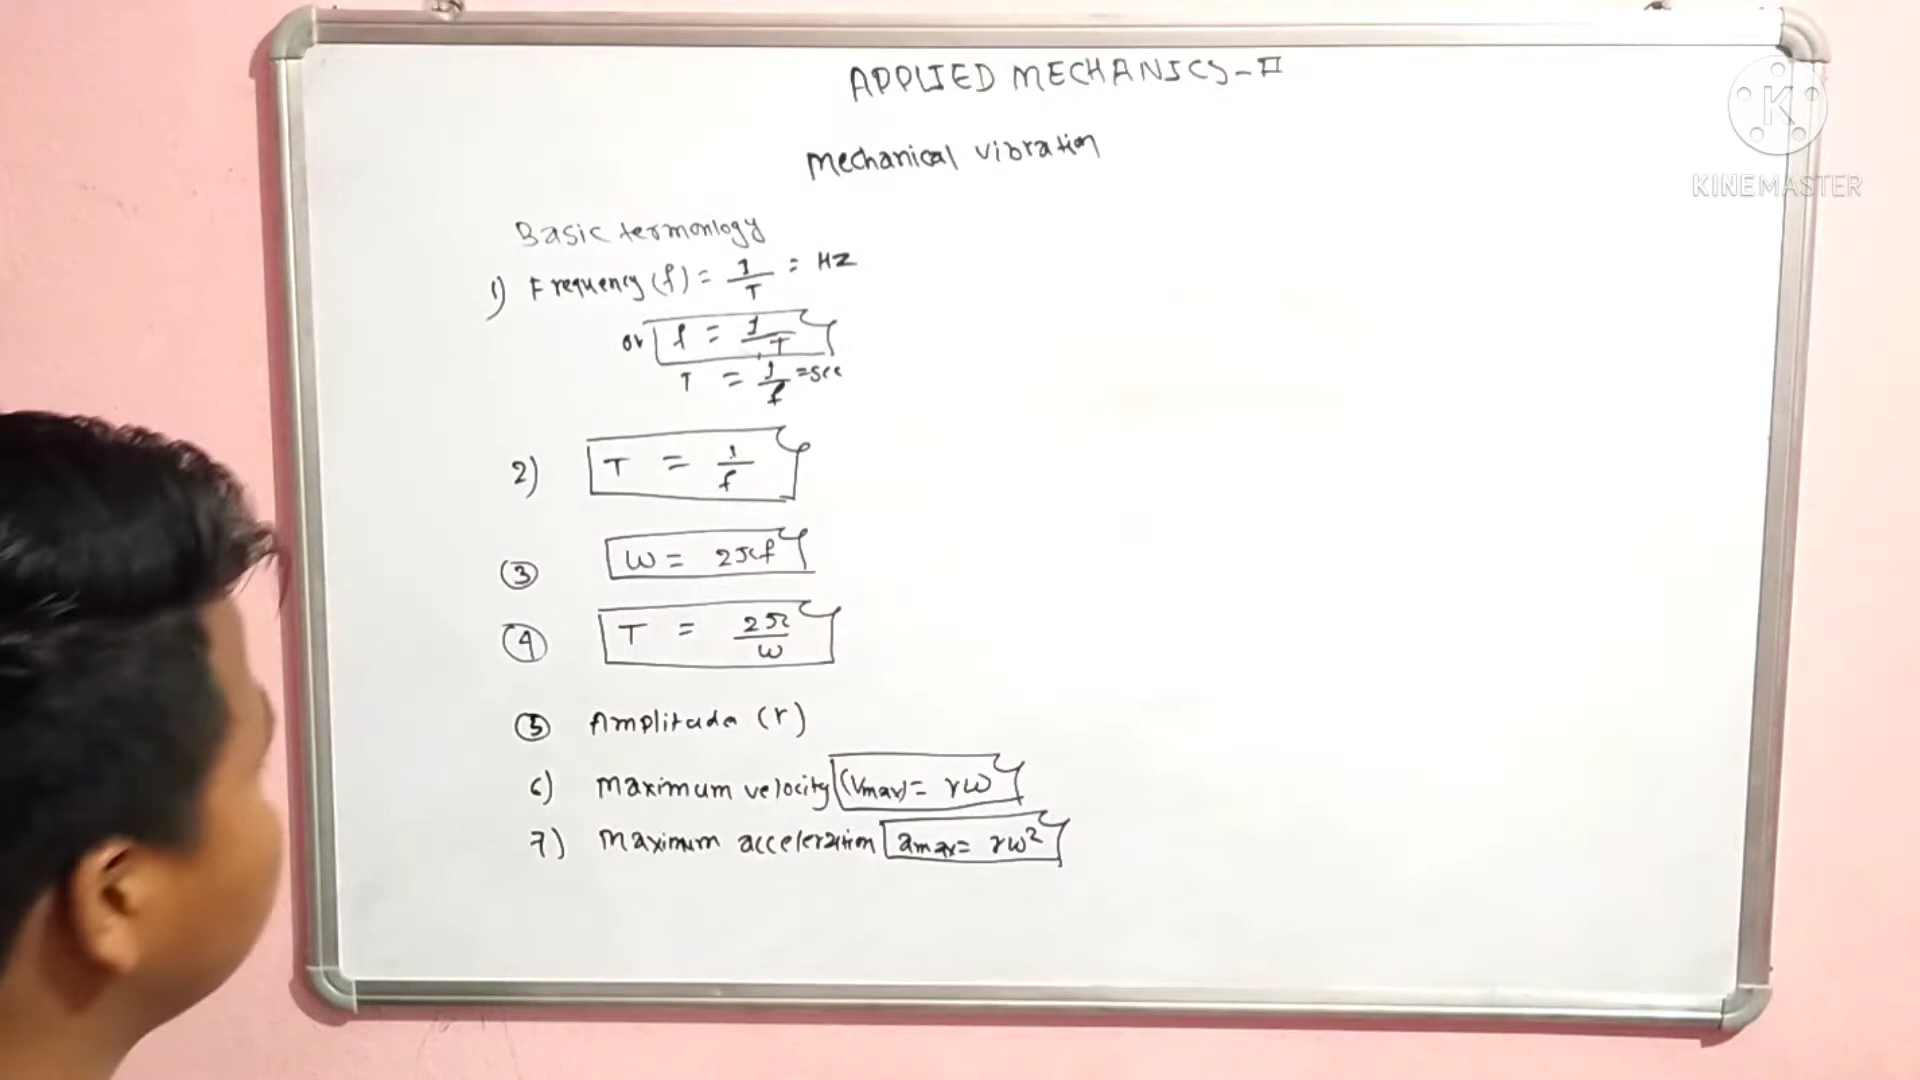 APPLIED MECHANICS-II
Mechanical vibration
KINEMASTER
Basic termonlogy
1) Frequency (f) = 1/T = HZ
or f = 1/T
T = 1/f = sec
2) T = 1/f
3 W = 2πf
4 T = 2π/ω
5 Amplitude (r)
6) Maximum velocity (Vmax) = rω
7) Maximum acceleration amax = rω²